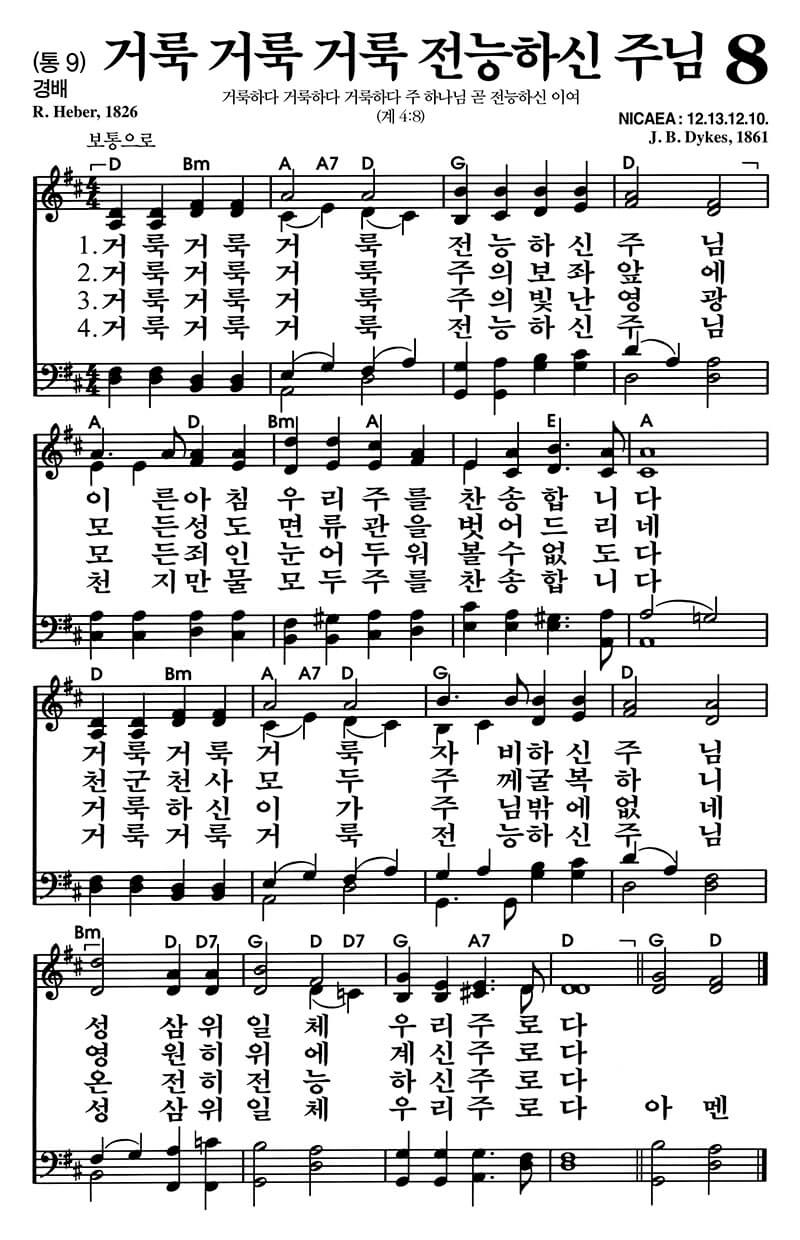 (통 9) 거룩 거룩 거룩 전능하신 주님 8
경배
거룩하다 거룩하다 거룩하다 주 하나님 곧 전능하신 이여
R. Heber, 1826
(계 4:8)
NICAEA : 12.13.12.10.
J. B. Dykes, 1861
보통으로
D Bm A A7 D G D
4 4
1. 거 룩 거 룩 거 룩 전 능 하 신 주 님
2. 거 룩 거 룩 거 룩 주 의 보 좌 앞 에
3. 거 룩 거 룩 거 룩 주 의 빛 난 영 광
4. 거 룩 거 룩 거 룩 전 능 하 신 주 님
4 4
A D Bm A E A
이 른 아 침 우 리 주 를 찬 송 합 니 다
모 든 성 도 면 류 관 을 벗 어 드 리 네
모 든 죄 인 눈 어 두 워 볼 수 없 도 다
천 지 만 물 모 두 주 를 찬 송 합 니 다
D Bm A A7 D G D
거 룩 거 룩 거 룩 자 비 하 신 주 님
천 군 천 사 모 두 주 께 굴 복 하 니
거 룩 하 신 이 가 주 님 밖 에 없 네
거 룩 거 룩 거 룩 전 능 하 신 주 님
Bm D D7 G D D7 G A7 D G D
성 삼 위 일 체 우 리 주 로 다
영 원 히 위 에 계 신 주 로 다
온 전 히 전 능 하 신 주 로 다
성 삼 위 일 체 우 리 주 로 다 아 멘